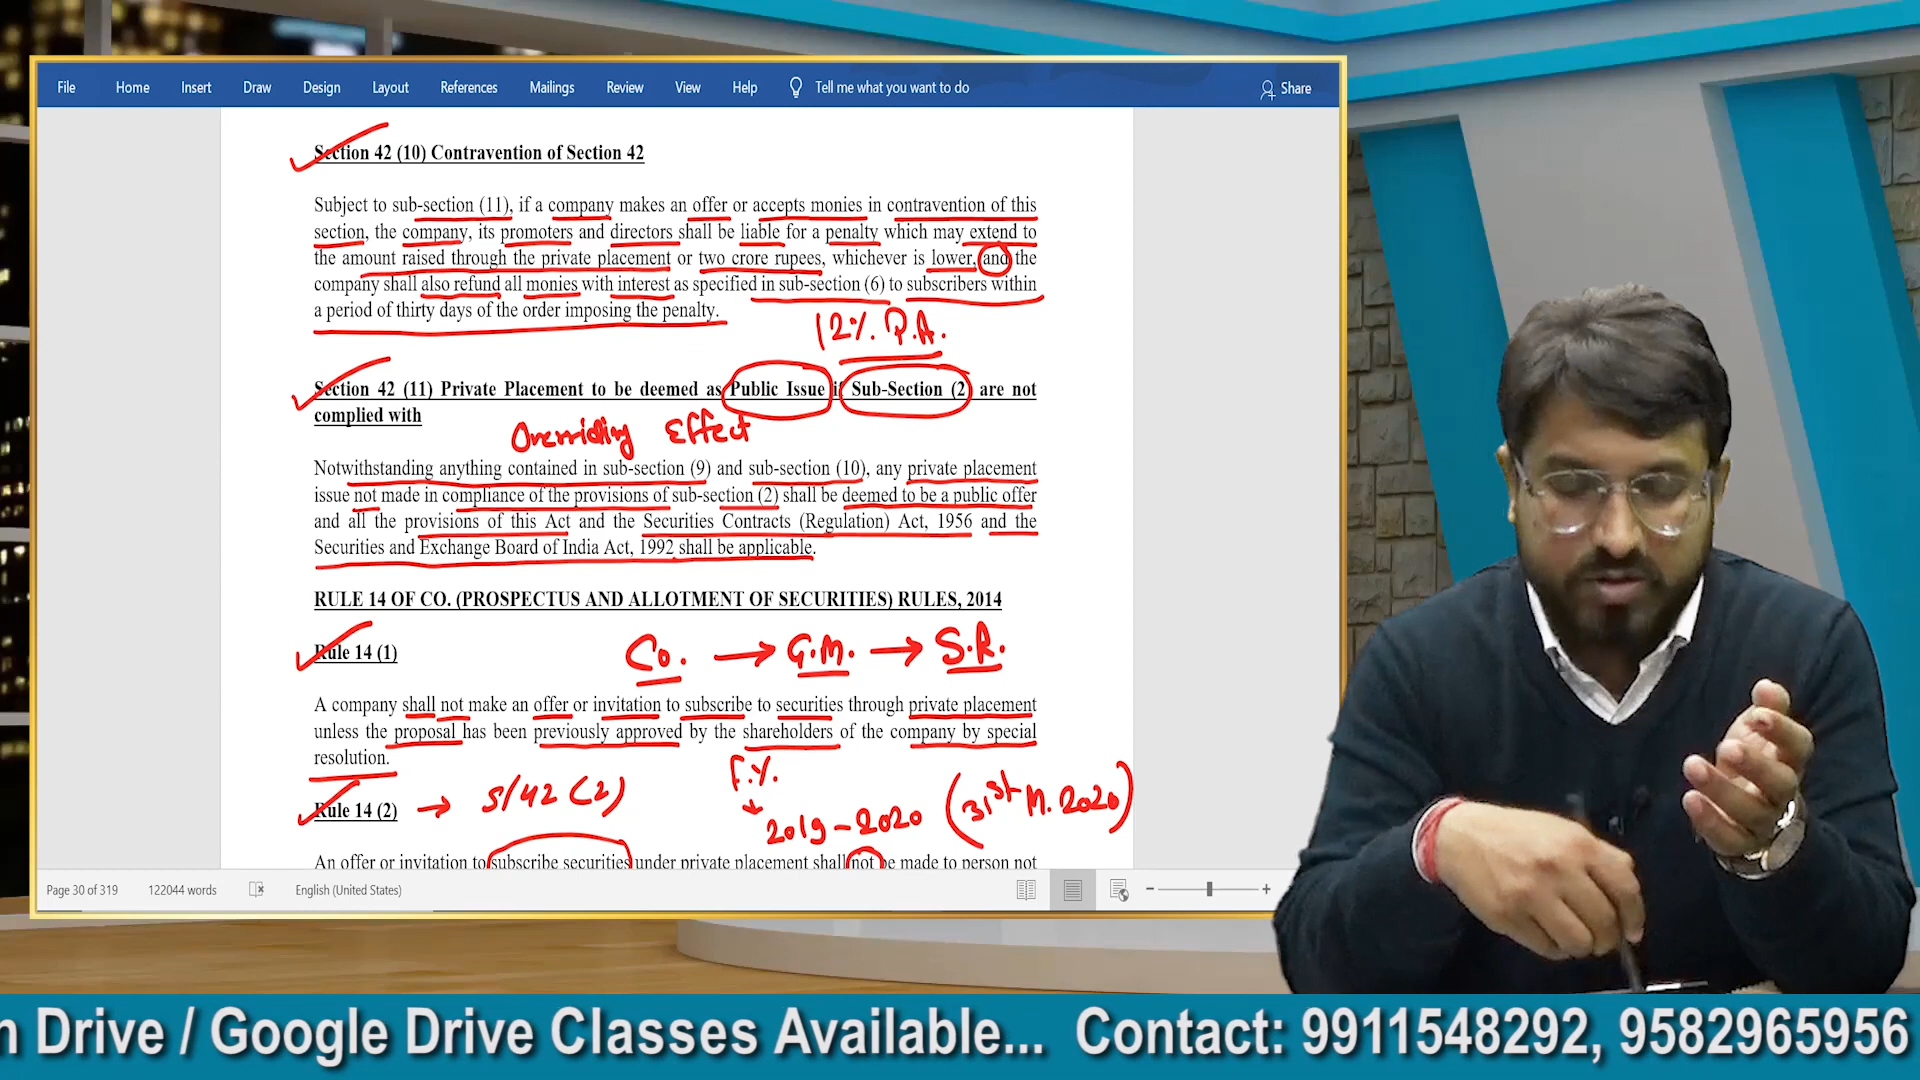 File Home Insert Draw Design Layout References Mailings Review View Help Tell me what you want to do Share
Section 42 (10) Contravention of Section 42
Subject to sub-section (11), if a company makes an offer or accepts monies in contravention of this
section, the company, its promoters and directors shall be liable for a penalty which may extend to
the amount raised through the private placement or two crore rupees, whichever is lower, and the
company shall also refund all monies with interest as specified in sub-section (6) to subscribers within
a period of thirty days of the order imposing the penalty.
12% P.A.
Section 42 (11) Private Placement to be deemed as Public Issue if Sub-Section (2) are not
complied with
Overriding Effect
Notwithstanding anything contained in sub-section (9) and sub-section (10), any private placement
issue not made in compliance of the provisions of sub-section (2) shall be deemed to be a public offer
and all the provisions of this Act and the Securities Contracts (Regulation) Act, 1956 and the
Securities and Exchange Board of India Act, 1992 shall be applicable.
RULE 14 OF CO. (PROSPECTUS AND ALLOTMENT OF SECURITIES) RULES, 2014
Rule 14 (1)
Co. → G.M. → S.R.
A company shall not make an offer or invitation to subscribe to securities through private placement
unless the proposal has been previously approved by the shareholders of the company by special
resolution.
F.Y.
Rule 14 (2) → S/42 (2)
2019-2020 (31st M. 2020)
An offer or invitation to subscribe securities under private placement shall not be made to person not
Page 30 of 319 122044 words English (United States)
n Drive / Google Drive Classes Available... Contact: 9911548292, 9582965956